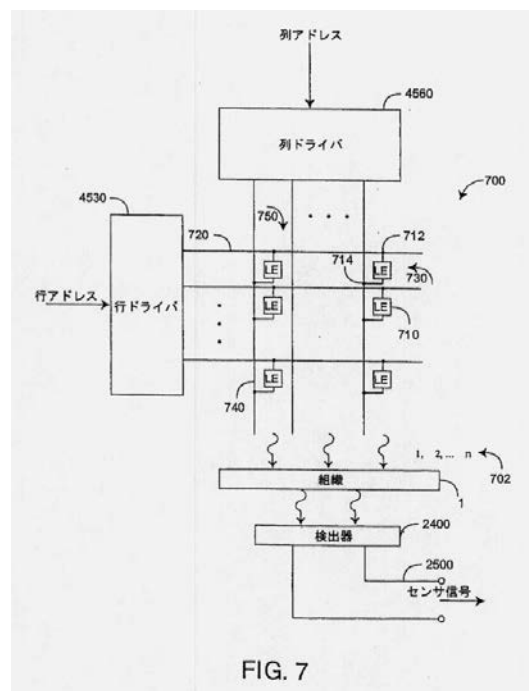 列アドレス
4560
列ドライバ
4530
700
750
720
712
714
LE
LE
730
行アドレス
行ドライバ
LE
LE
710
LE
LE
740
1, 2, ... n
702
組織
1
検出器
2400
2500
センサ信号
FIG. 7